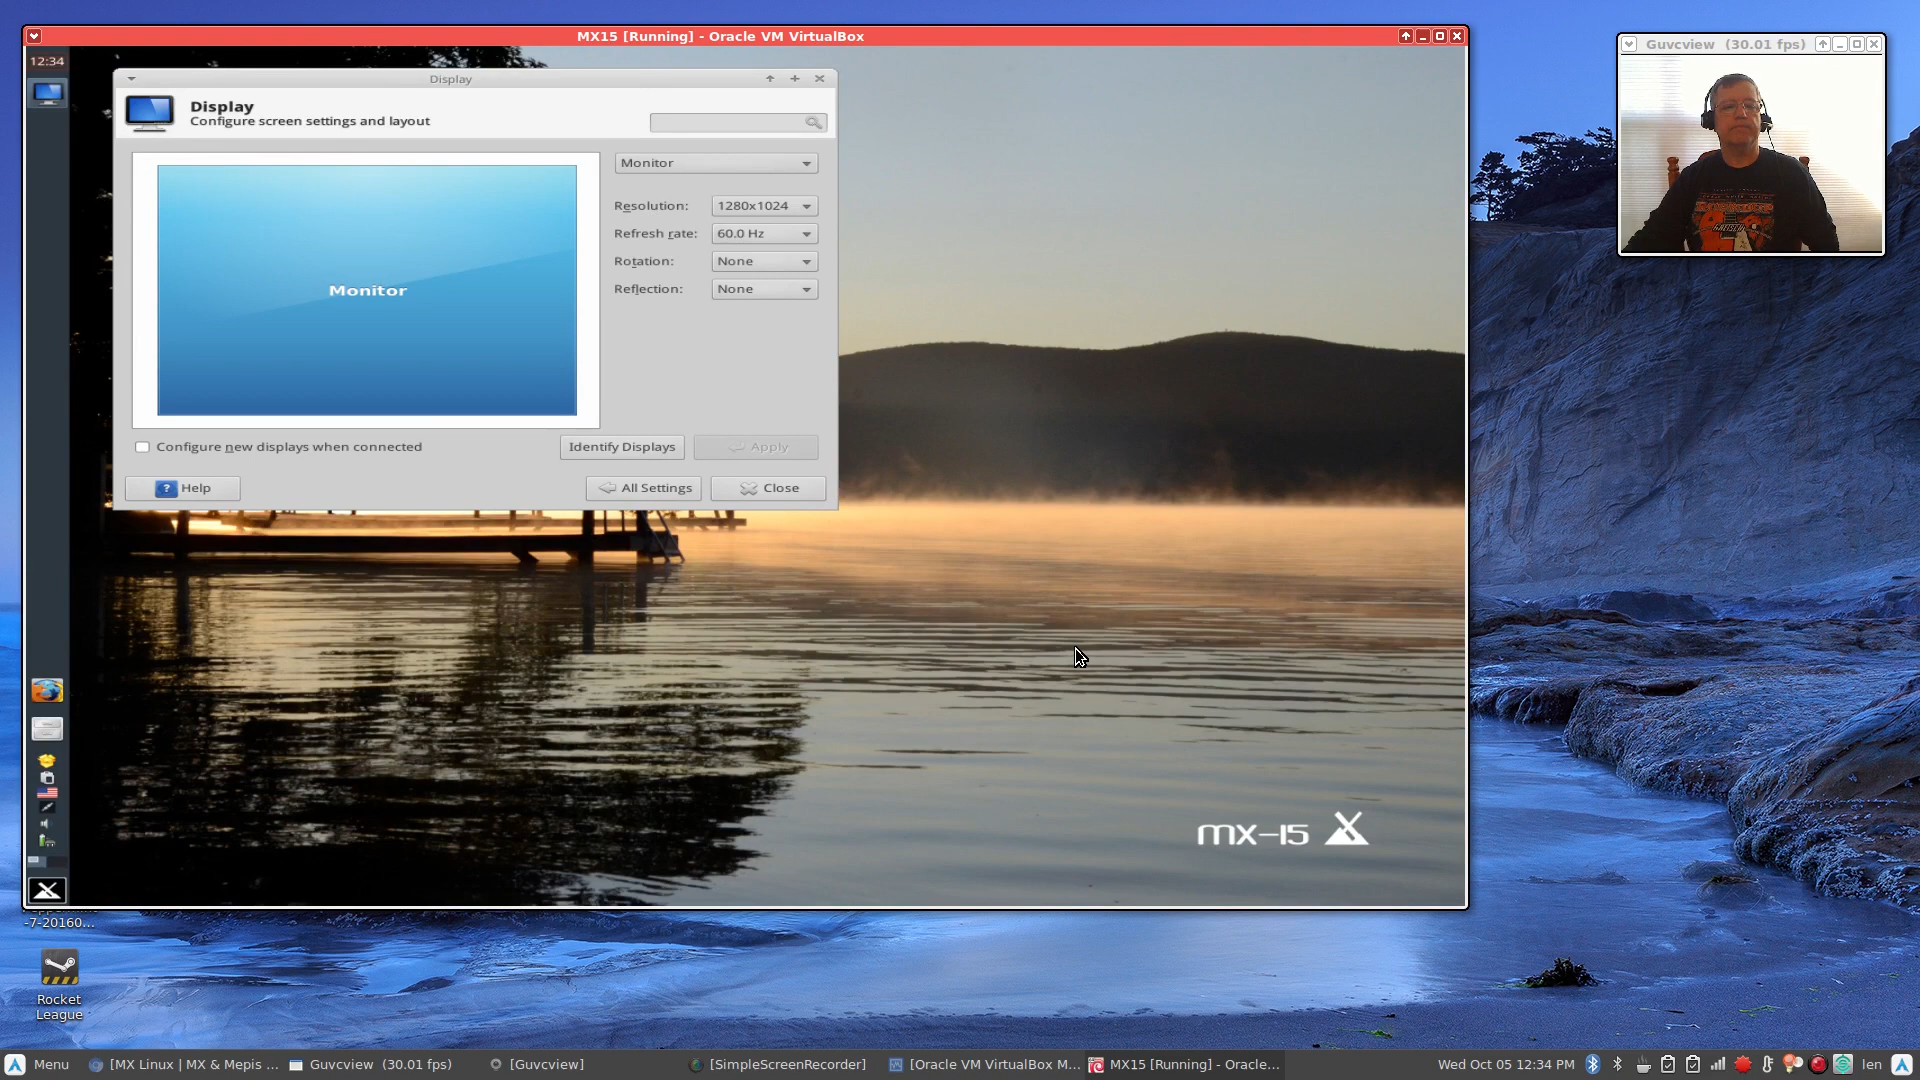 MX15 [Running] - Oracle VM VirtualBox
Guvcview (30.01 fps)
12:34
Display
Display
Configure screen settings and layout
Monitor
Resolution: 1280x1024
Refresh rate: 60.0 Hz
Rotation: None
Reflection: None
Monitor
Configure new displays when connected
Identify Displays
Apply
Help
All Settings
Close
mx-15
-7-20160...
Rocket
League
Menu
[MX Linux | MX & Mepis ...
Guvcview (30.01 fps)
[Guvcview]
[SimpleScreenRecorder]
[Oracle VM VirtualBox M...
MX15 [Running] - Oracle...
Wed Oct 05 12:34 PM
len